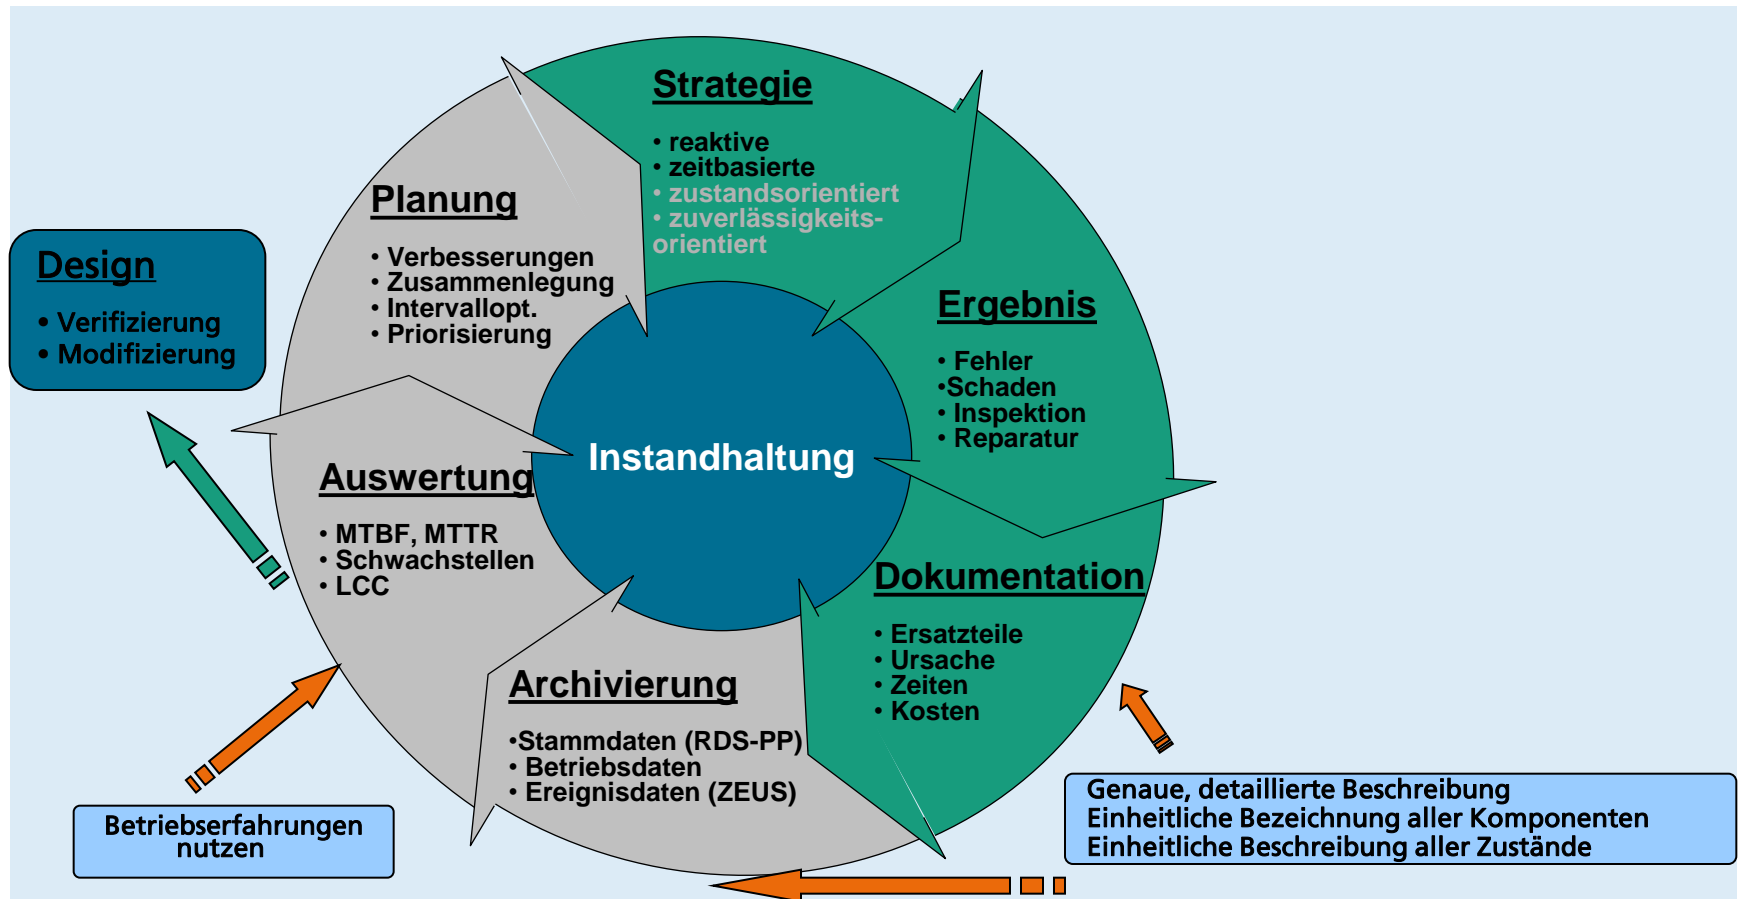 Strategie
• reaktive
• zeitbasierte
• zustandsorientiert
• zuverlässigkeits-
orientiert
Ergebnis
• Fehler
•Schaden
• Inspektion
• Reparatur
Dokumentation
• Ersatzteile
• Ursache
• Zeiten
• Kosten
Archivierung
•Stammdaten (RDS-PP)
• Betriebsdaten
• Ereignisdaten (ZEUS)
Auswertung
• MTBF, MTTR
• Schwachstellen
• LCC
Planung
• Verbesserungen
• Zusammenlegung
• Intervallopt.
• Priorisierung
Instandhaltung
Design
• Verifizierung
• Modifizierung
Betriebserfahrungen
nutzen
Genaue, detaillierte Beschreibung
Einheitliche Bezeichnung aller Komponenten
Einheitliche Beschreibung aller Zustände